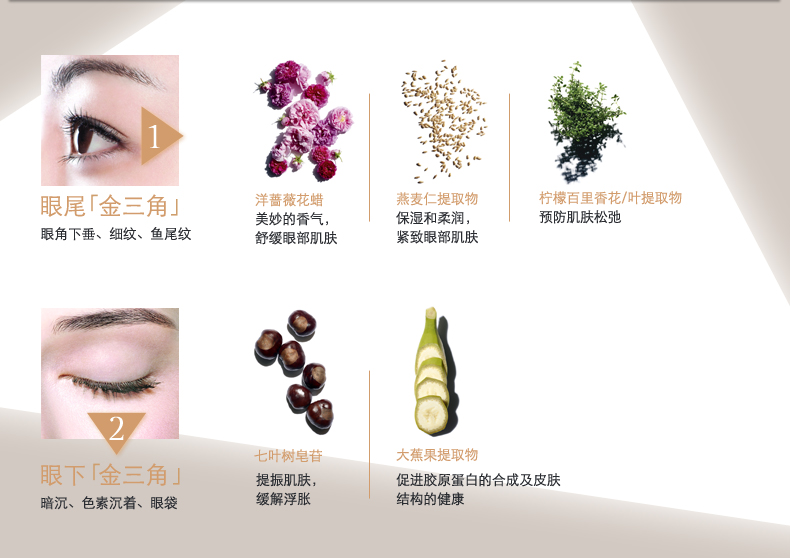 1
眼尾「金三角」
眼角下垂、细纹、鱼尾纹
洋蔷薇花蜡
美妙的香气，
舒缓眼部肌肤
燕麦仁提取物
保湿和柔润，
紧致眼部肌肤
柠檬百里香花/叶提取物
预防肌肤松弛
2
眼下「金三角」
暗沉、色素沉着、眼袋
七叶树皂苷
提振肌肤，
缓解浮胀
大蕉果提取物
促进胶原蛋白的合成及皮肤
结构的健康